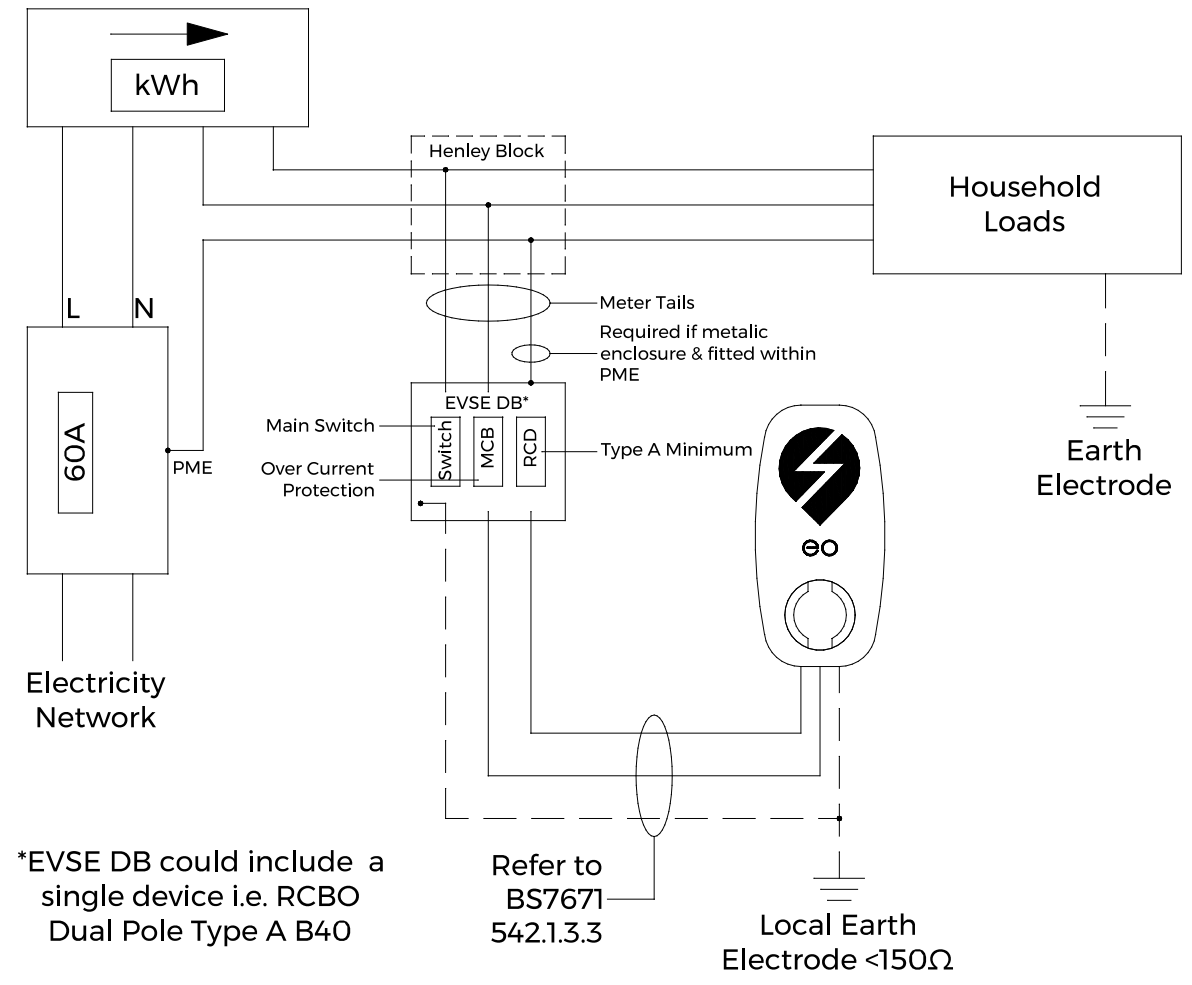 kWh
Henley Block
Household
Loads
L
N
Meter Tails
Required if metalic
enclosure & fitted within
PME
60A
PME
EVSE DB*
Main Switch
Switch
MCB
RCD
Type A Minimum
Over Current
Protection
Earth
Electrode
eo
Electricity
Network
*EVSE DB could include a
single device i.e. RCBO
Dual Pole Type A B40
Refer to
BS7671
542.1.3.3
Local Earth
Electrode <150Ω